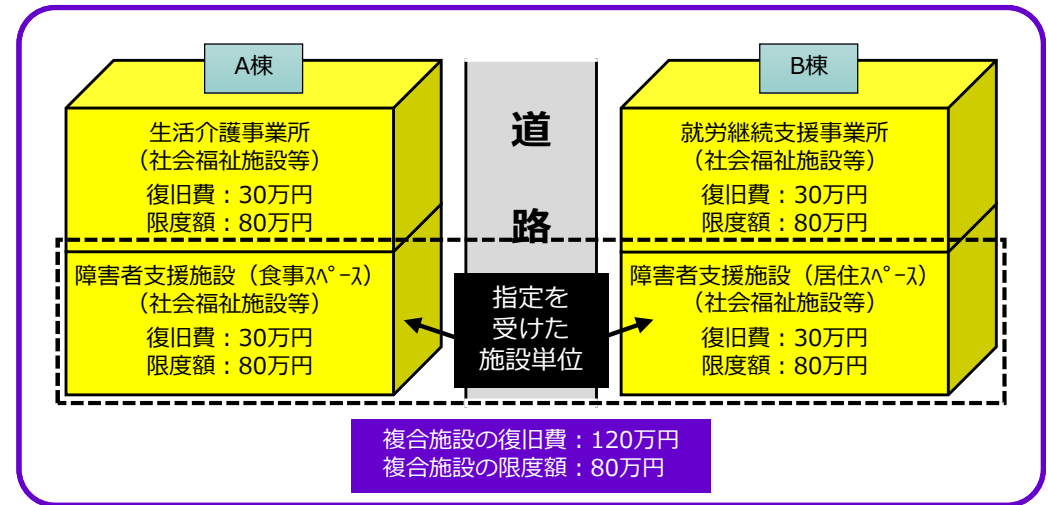 A棟
生活介護事業所
（社会福祉施設等）
復旧費：30万円
限度額：80万円
障害者支援施設（食事ｽﾍﾟｰｽ）
（社会福祉施設等）
復旧費：30万円
限度額：80万円
道
路
指定を
受けた
施設単位
B棟
就労継続支援事業所
（社会福祉施設等）
復旧費：30万円
限度額：80万円
障害者支援施設（居住ｽﾍﾟｰｽ）
（社会福祉施設等）
復旧費：30万円
限度額：80万円
複合施設の復旧費：120万円
複合施設の限度額：80万円